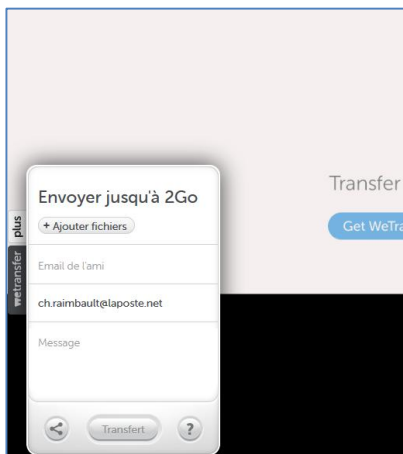 Envoyer jusqu'à 2Go
+ Ajouter fichiers
Email de l'ami
ch.raimbault@laposte.net
Message
Transfert
?
plus
wetransfer
Transfer
Get WeTra